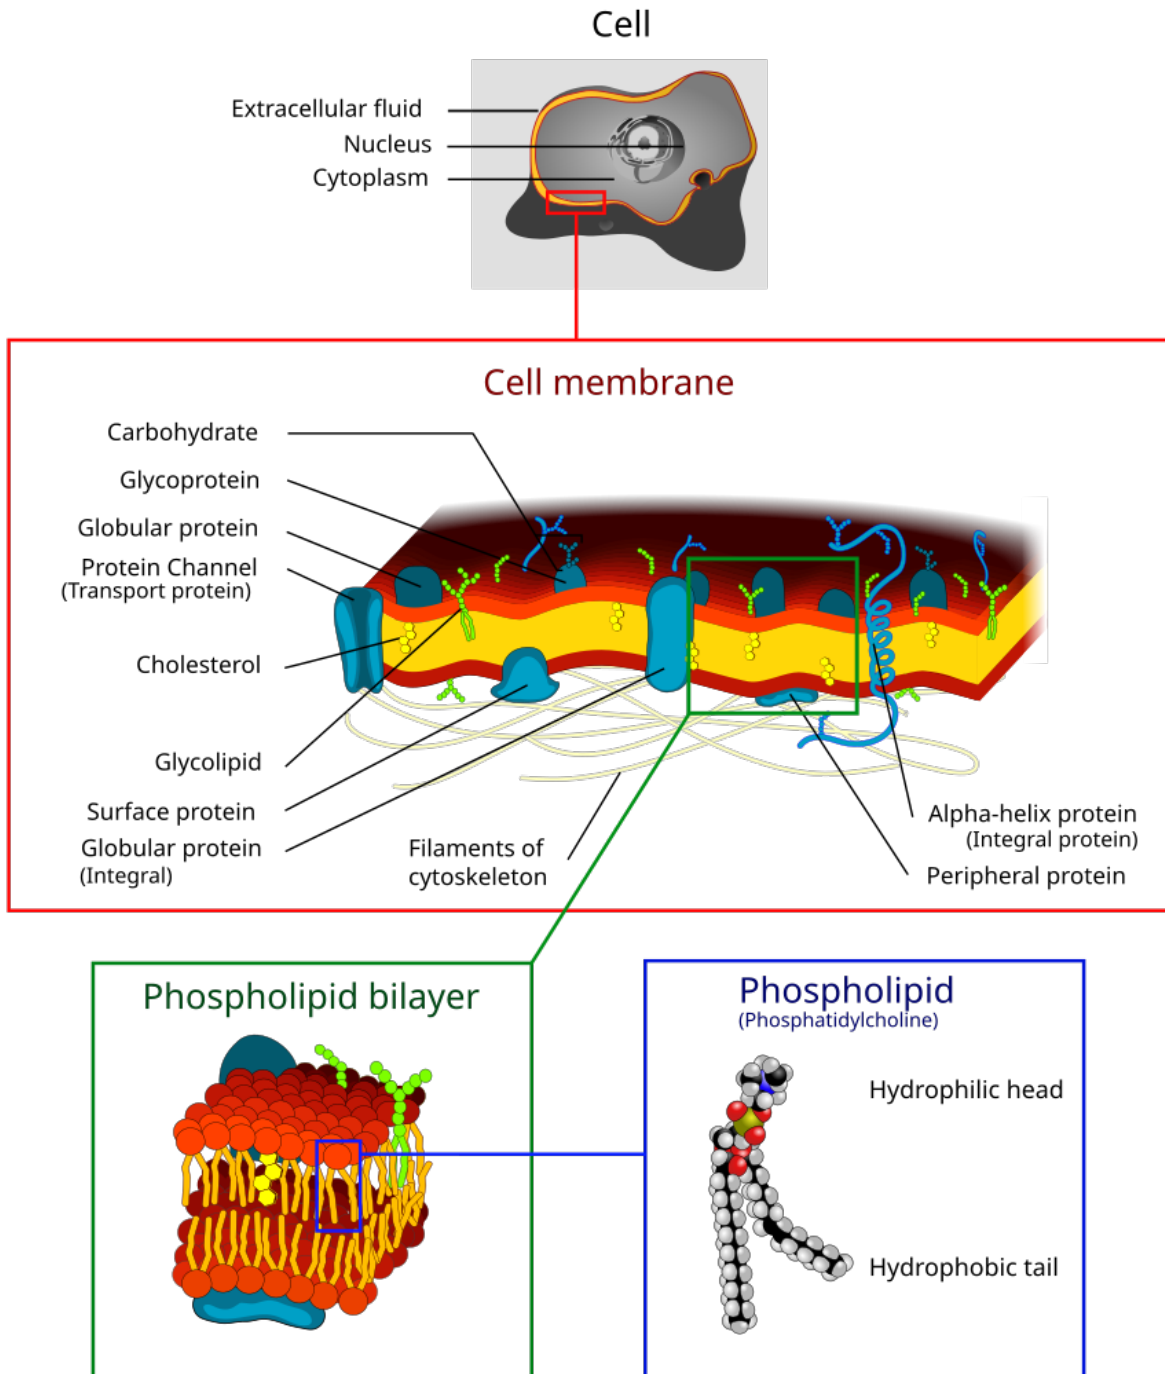 Cell
Extracellular fluid
Nucleus
Cytoplasm
Cell membrane
Carbohydrate
Glycoprotein
Globular protein
Protein Channel
(Transport protein)
Cholesterol
Glycolipid
Surface protein
Globular protein
(Integral)
Filaments of
cytoskeleton
Alpha-helix protein
(Integral protein)
Peripheral protein
Phospholipid bilayer
Phospholipid
(Phosphatidylcholine)
Hydrophilic head
Hydrophobic tail